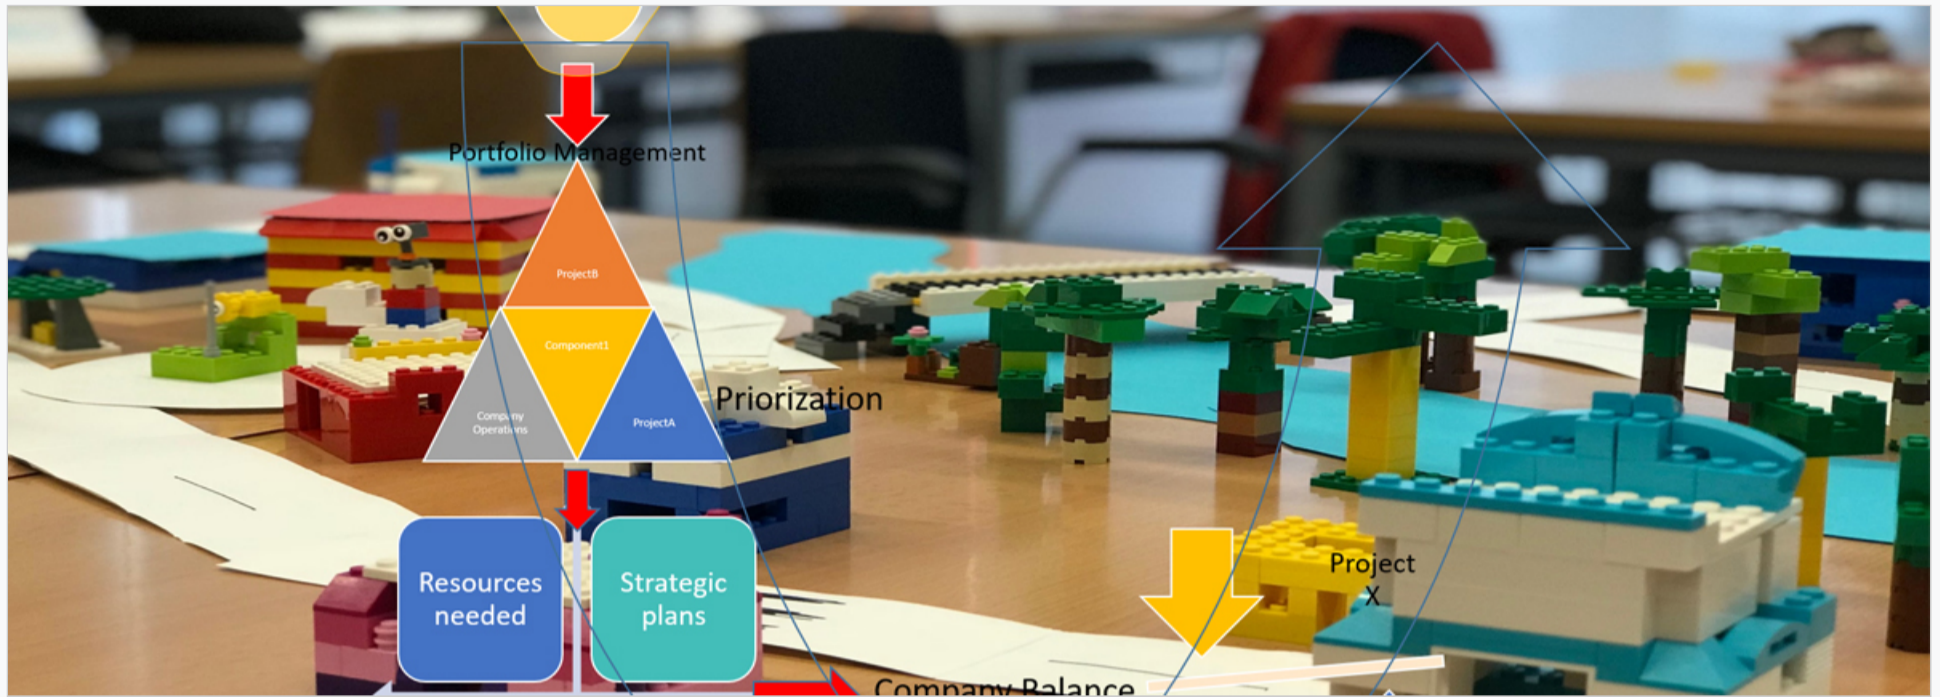 Portfolio Management
ProjectB
Component1
Company
Operations
ProjectA
Priorization
Resources
needed
Strategic
plans
Project
X
Company Balance